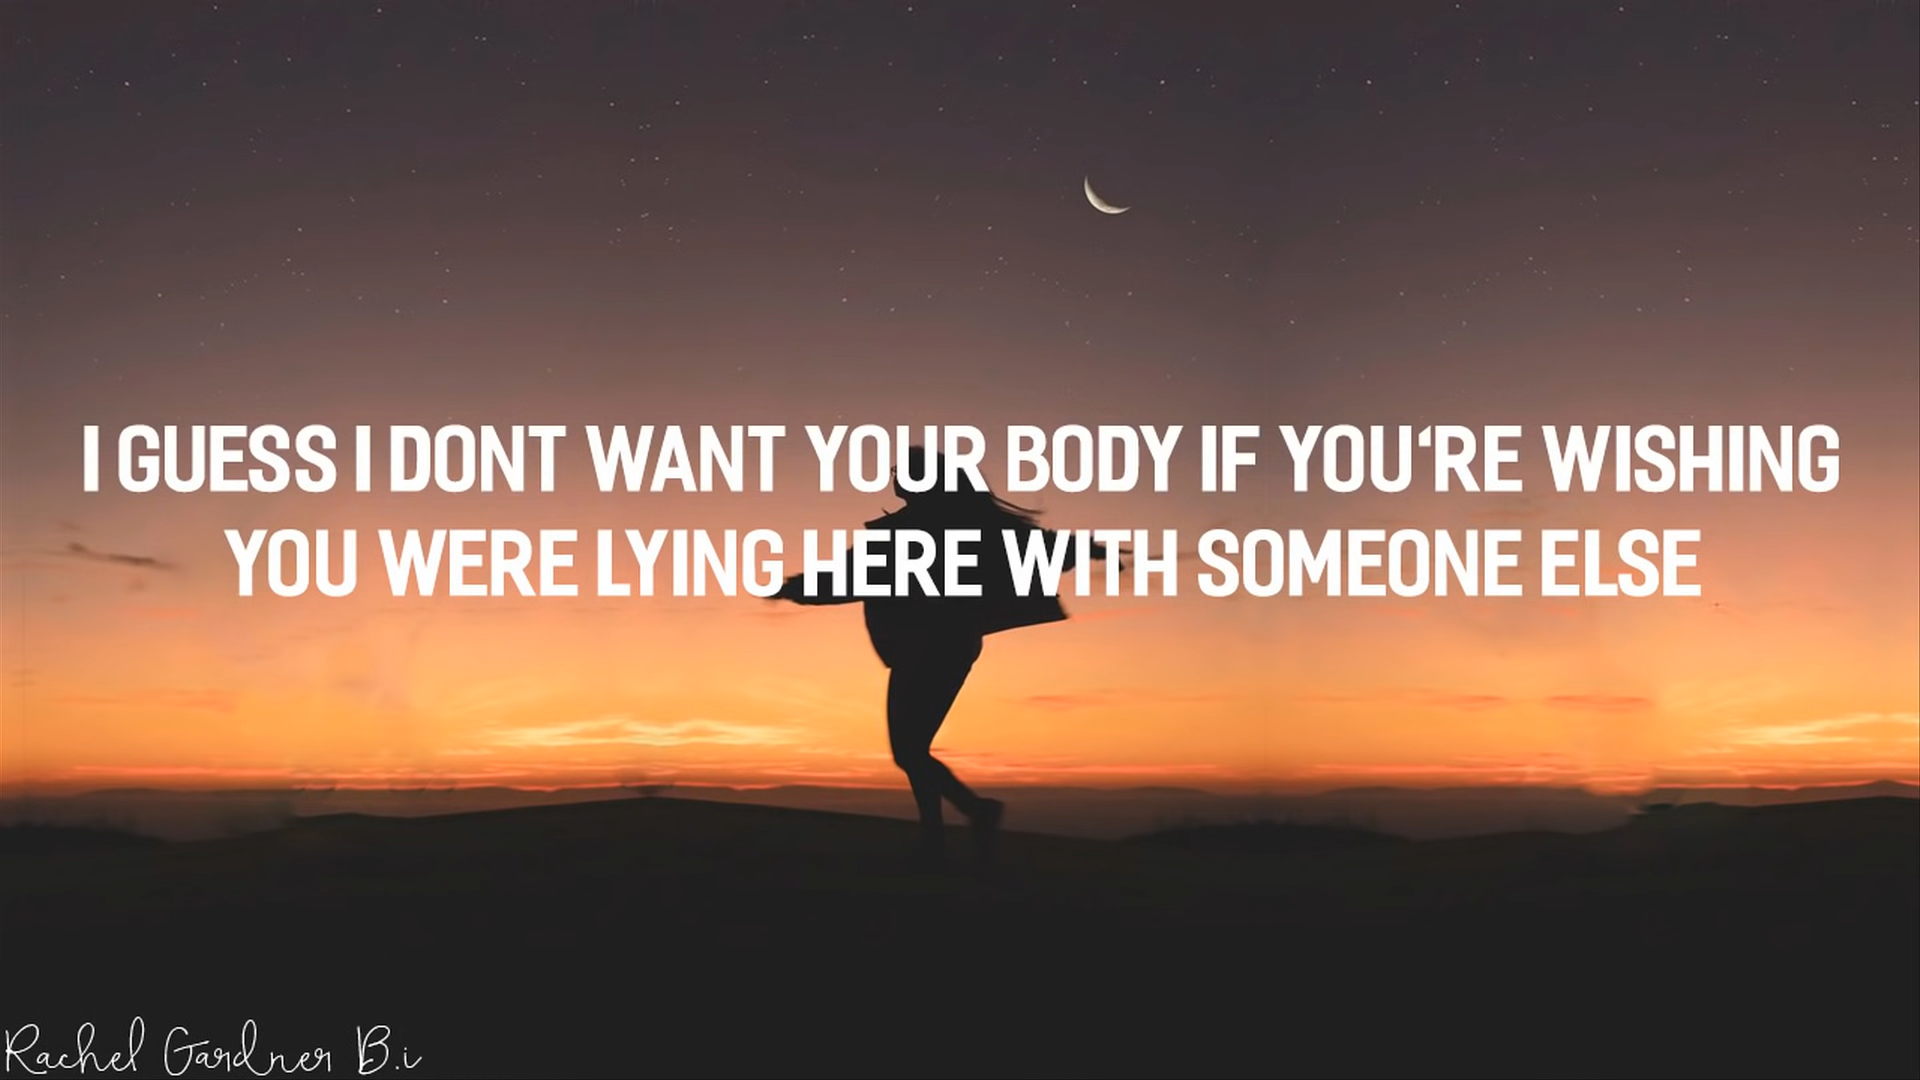 I GUESS I DONT WANT YOUR BODY IF YOU‘RE WISHING
YOU WERE LYING HERE WITH SOMEONE ELSE
Rachel Gardner B.i